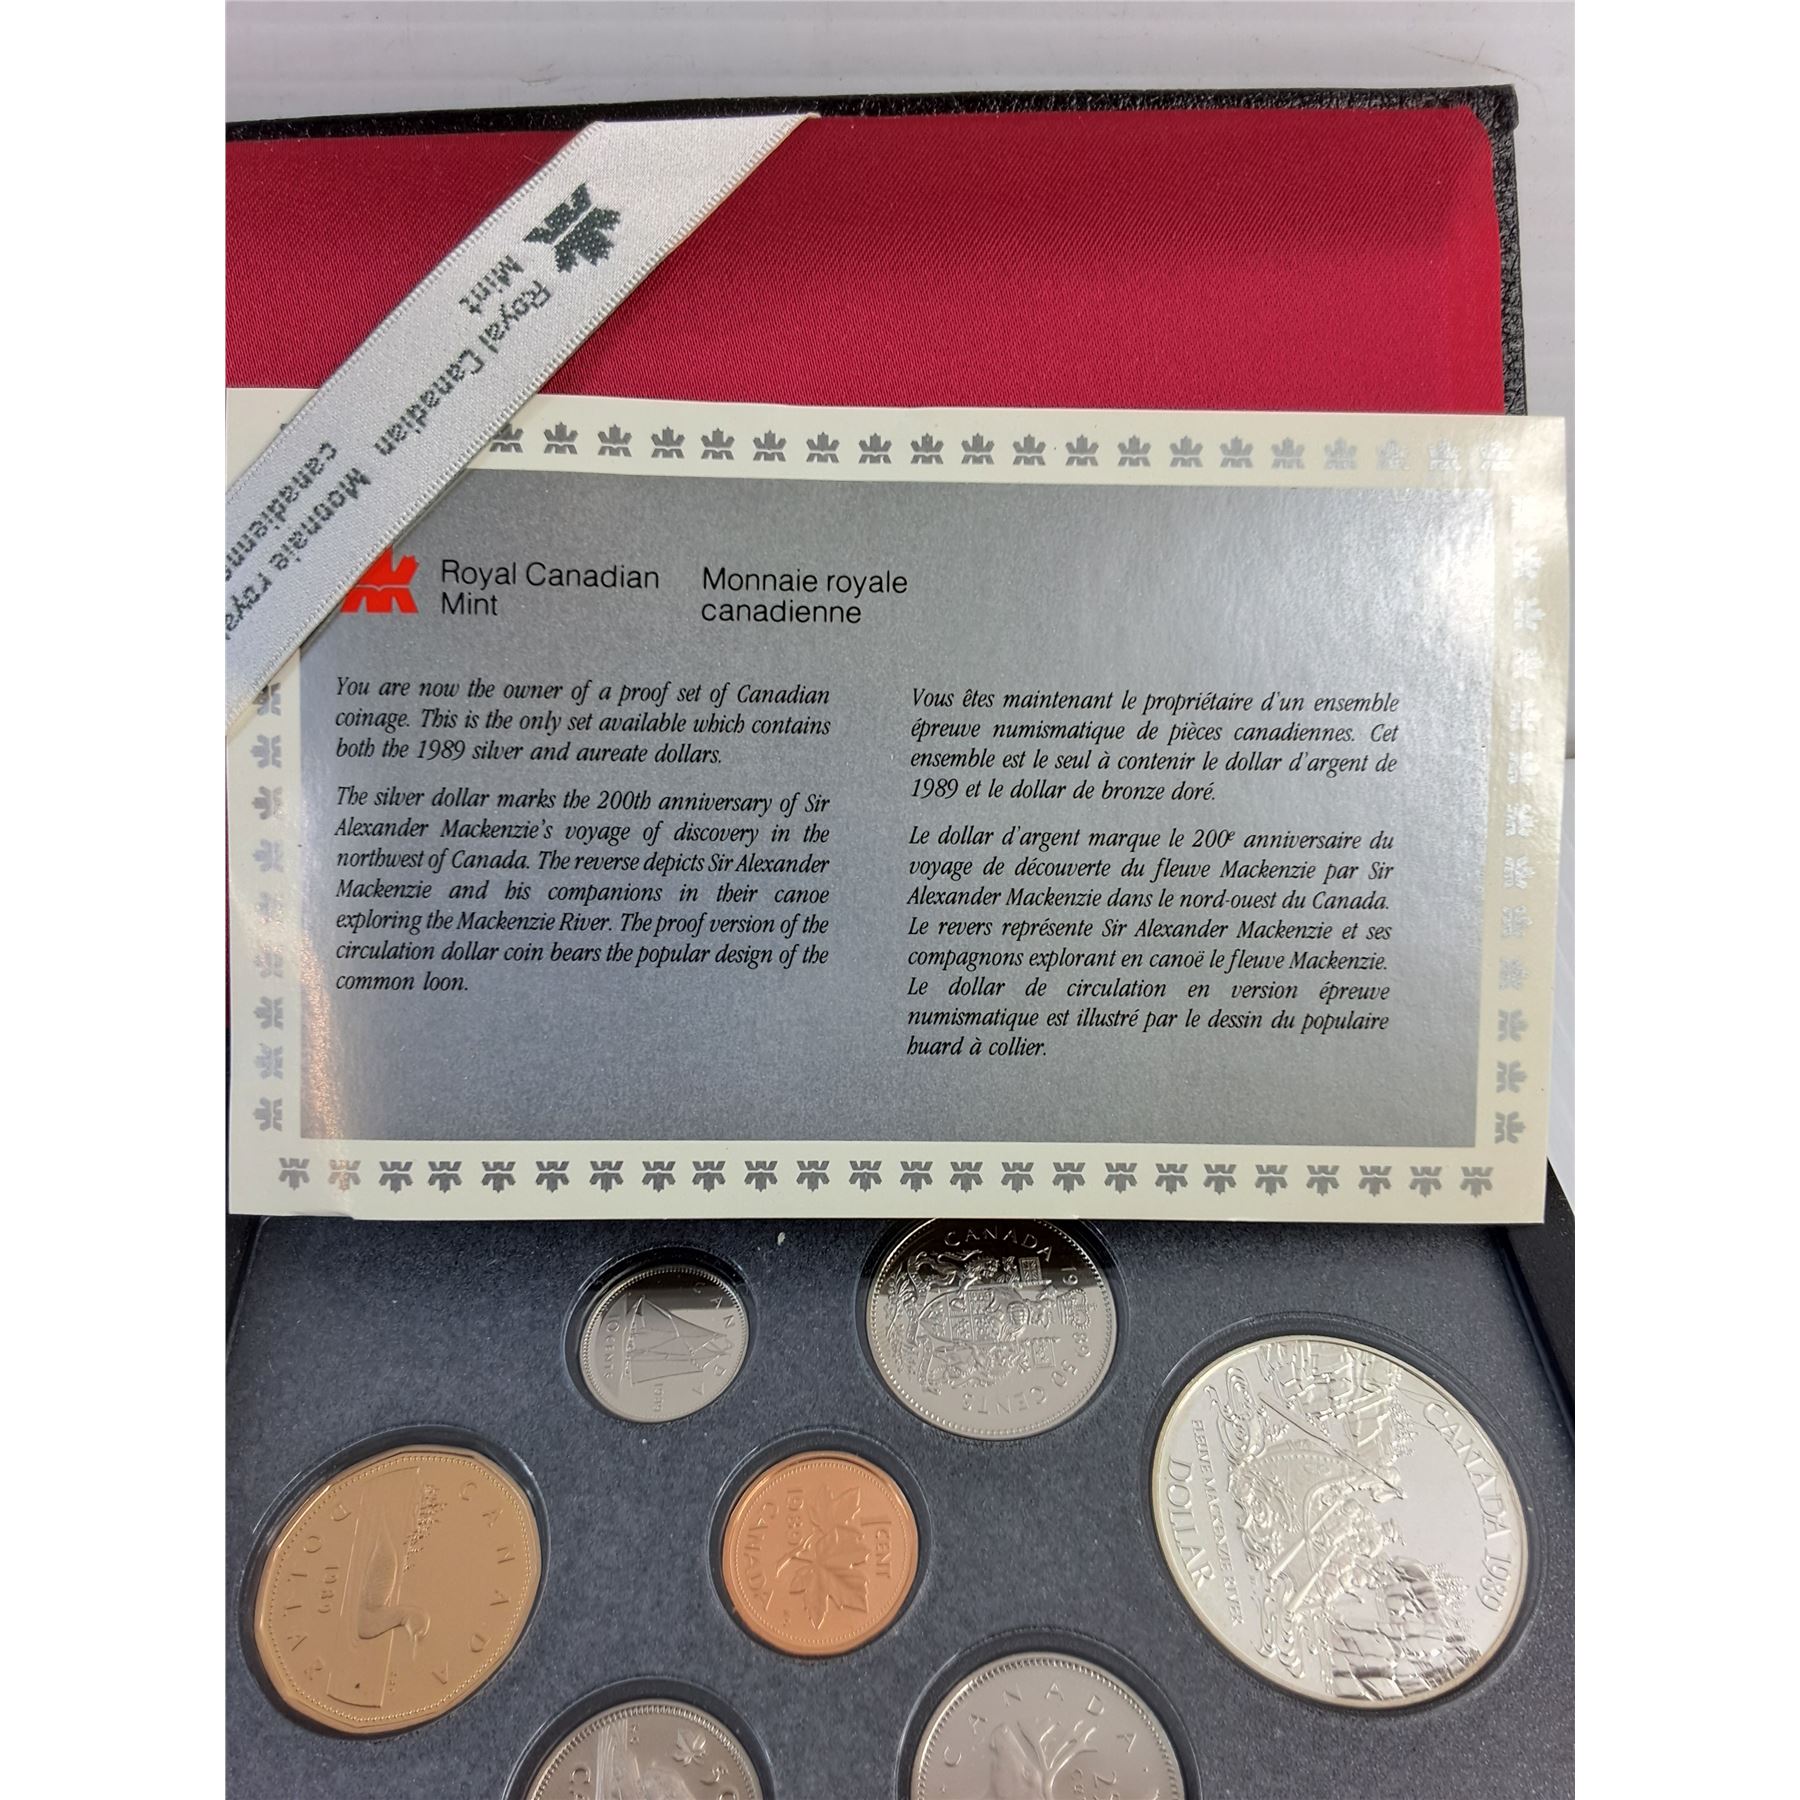 Royal Canadian
Mint
Monnaie royale
canadienne
Royal Canadian
Mint
Monnaie royale
canadienne
You are now the owner of a proof set of Canadian
coinage. This is the only set available which contains
both the 1989 silver and aureate dollars.
The silver dollar marks the 200th anniversary of Sir
Alexander Mackenzie's voyage of discovery in the
northwest of Canada. The reverse depicts Sir Alexander
Mackenzie and his companions in their canoe
exploring the Mackenzie River. The proof version of the
circulation dollar coin bears the popular design of the
common loon.
Vous êtes maintenant le propriétaire d'un ensemble
épreuve numismatique de pièces canadiennes. Cet
ensemble est le seul à contenir le dollar d'argent de
1989 et le dollar de bronze doré.
Le dollar d'argent marque le 200e anniversaire du
voyage de découverte du fleuve Mackenzie par Sir
Alexander Mackenzie dans le nord-ouest du Canada.
Le revers représente Sir Alexander Mackenzie et ses
compagnons explorant en canoë le fleuve Mackenzie.
Le dollar de circulation en version épreuve
numismatique est illustré par le dessin du populaire
huard à collier.
CANADA
10 CENTS
1989
CANADA
1989
50 CENTS
CANADA 1989
FLEUVE MACKENZIE RIVER
DOLLAR
CANADA
1989
DOLLAR
1 CENT
1989
CANADA
5
CANADA